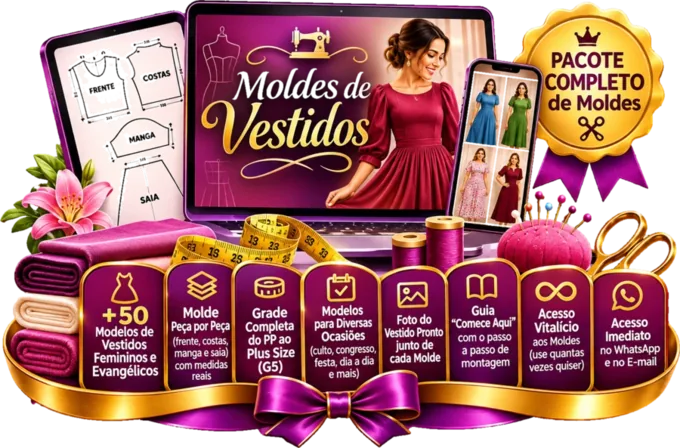 FRENTE
COSTAS
MANGA
SAIA
Moldes de
Vestidos
PACOTE
COMPLETO
de Moldes
+50
Modelos de
Vestidos
Femininos e
Evangélicos
Molde
Peça por Peça
(frente, costas,
manga e saia)
com medidas
reais
Grade
Completa
do PP ao
Plus Size
(G5)
Modelos
para Diversas
Ocasiões
(culto, congresso,
festa, dia a dia
e mais)
Foto do
Vestido Pronto
junto de
cada Molde
Guia
“Comece Aqui”
com o passo
a passo de
montagem
Acesso
Vitalício
aos Moldes
(use quantas
vezes quiser)
Acesso
Imediato
no WhatsApp
e no E-mail